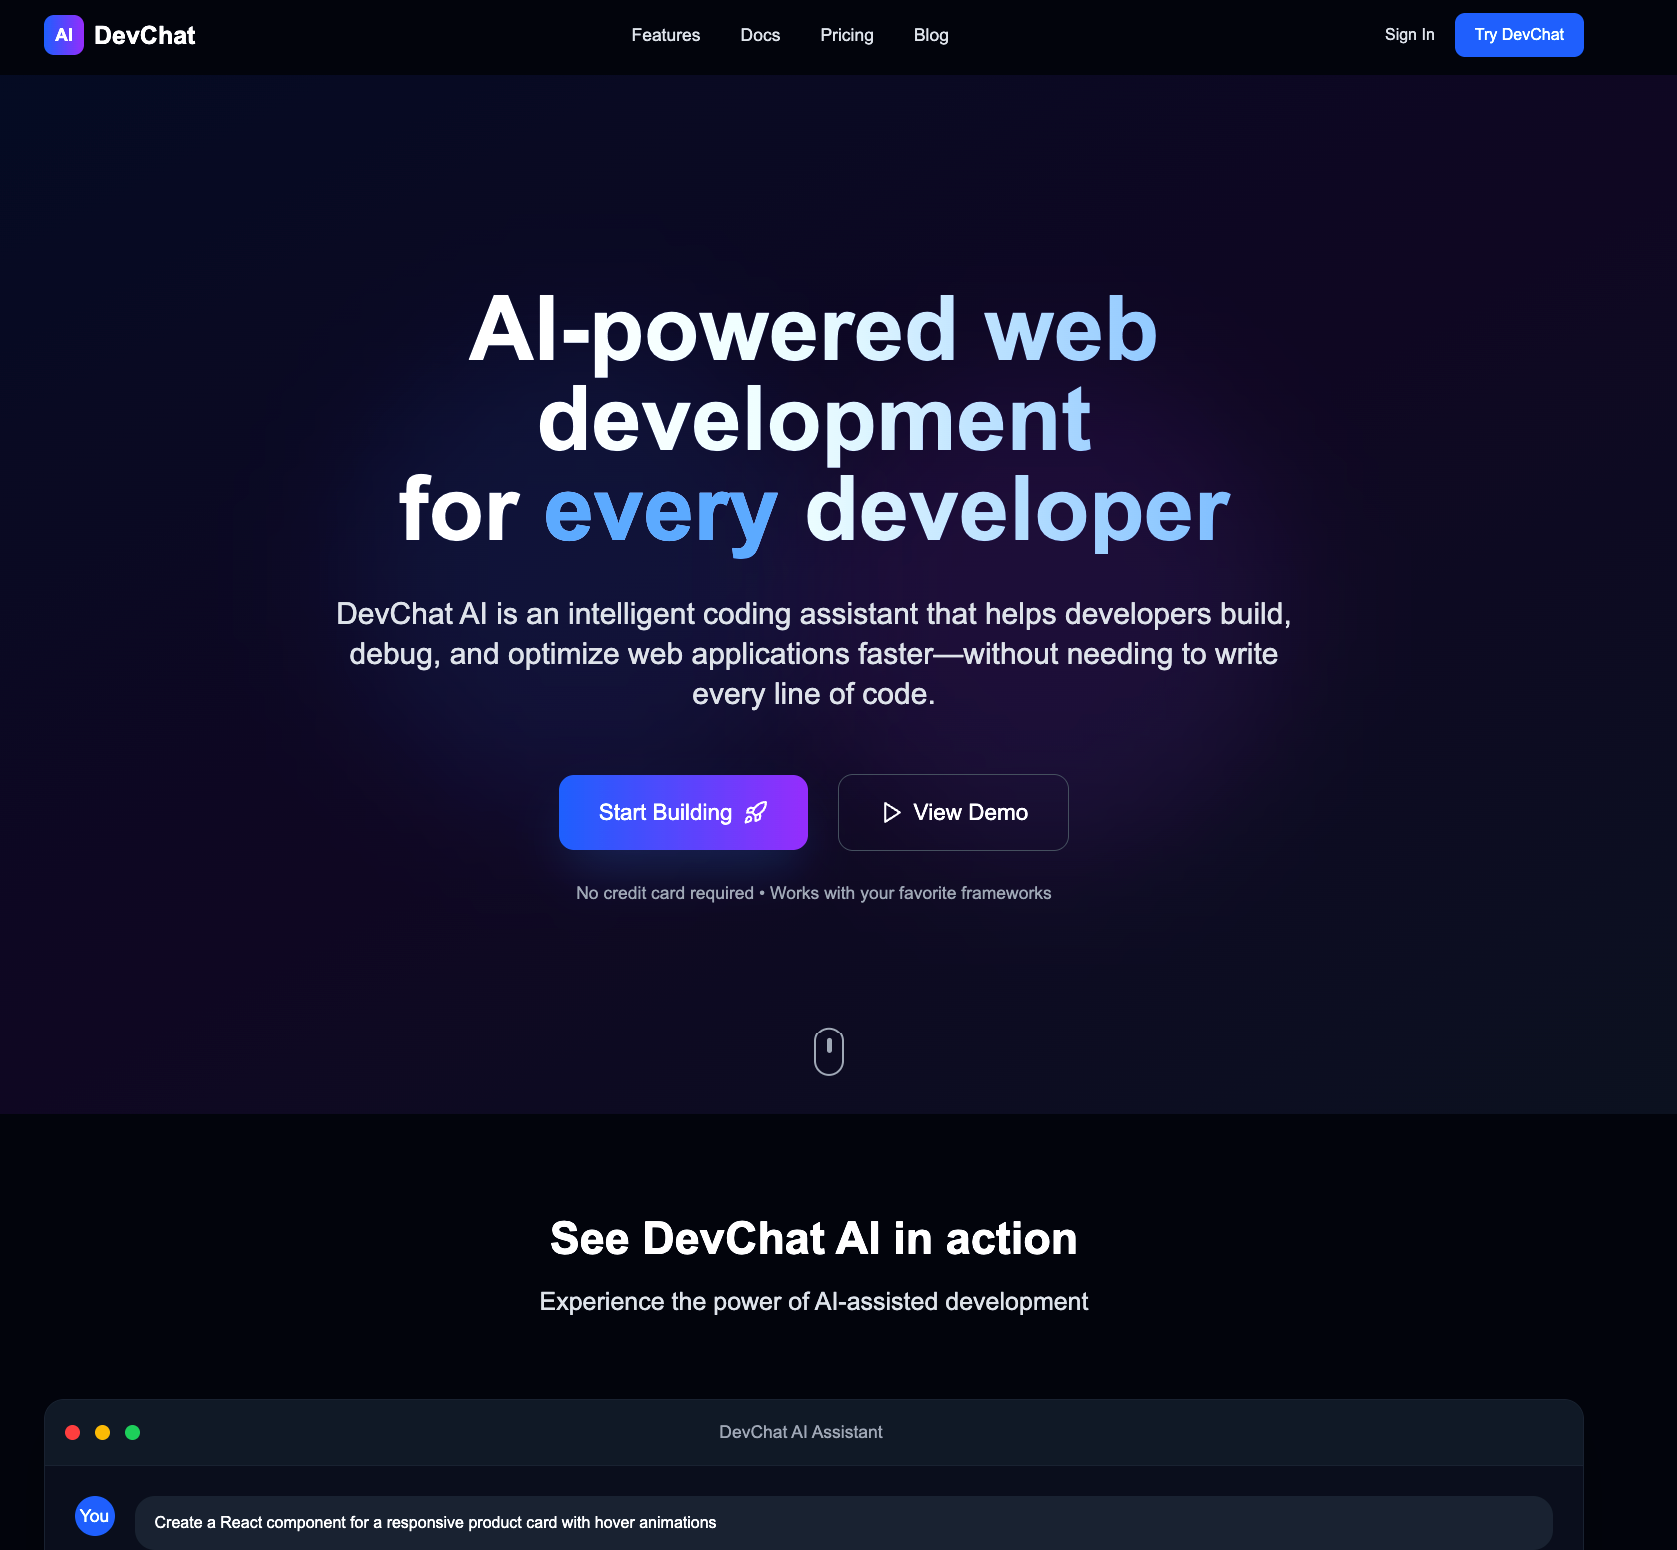 AI DevChat
Features Docs Pricing Blog
Sign In Try DevChat
AI-powered web
development
for every developer
DevChat AI is an intelligent coding assistant that helps developers build,
debug, and optimize web applications faster—without needing to write
every line of code.
Start Building View Demo
No credit card required • Works with your favorite frameworks
See DevChat AI in action
Experience the power of AI-assisted development
DevChat AI Assistant
You Create a React component for a responsive product card with hover animations